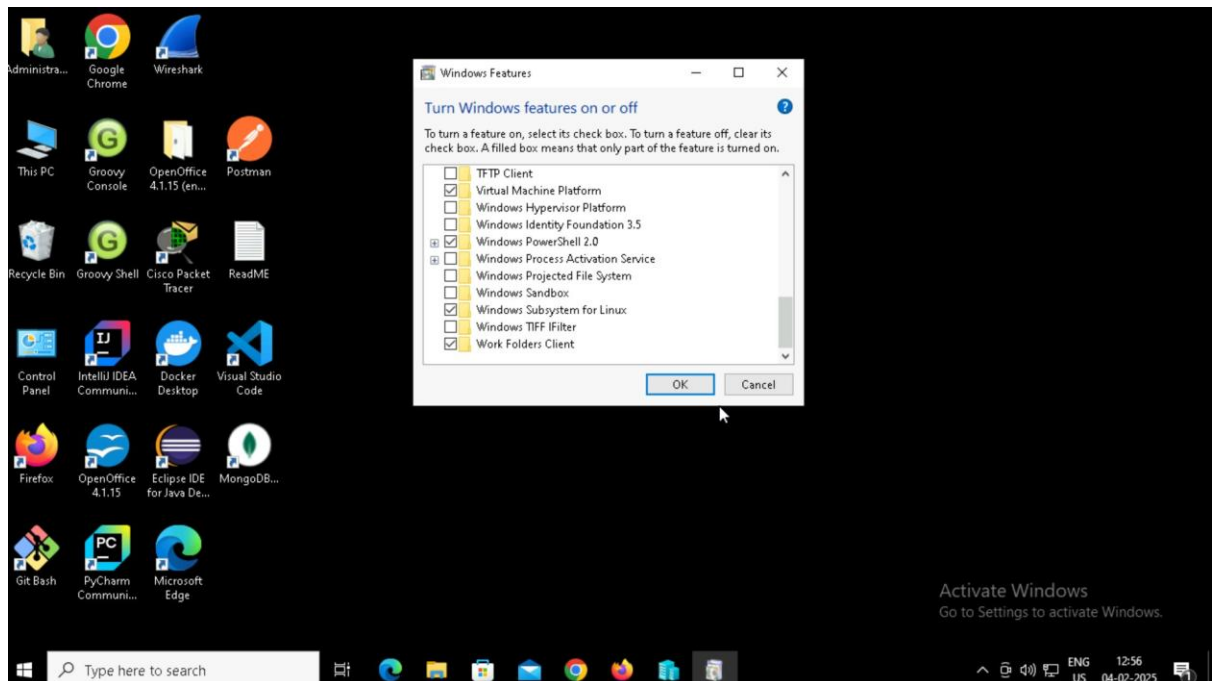 Administra...
Google
Chrome
Wireshark
This PC
Groovy
Console
OpenOffice
4.1.15 (en...
Postman
Recycle Bin
Groovy Shell
Cisco Packet
Tracer
ReadME
Control
Panel
IntelliJ IDEA
Communi...
Docker
Desktop
Visual Studio
Code
Firefox
OpenOffice
4.1.15
Eclipse IDE
for Java De...
MongoDB...
Git Bash
PyCharm
Communi...
Microsoft
Edge
Windows Features
Turn Windows features on or off
To turn a feature on, select its check box. To turn a feature off, clear its
check box. A filled box means that only part of the feature is turned on.
TFTP Client
Virtual Machine Platform
Windows Hypervisor Platform
Windows Identity Foundation 3.5
Windows PowerShell 2.0
Windows Process Activation Service
Windows Projected File System
Windows Sandbox
Windows Subsystem for Linux
Windows TIFF IFilter
Work Folders Client
OK
Cancel
Activate Windows
Go to Settings to activate Windows.
Type here to search
ENG
US
12:56
04-02-2025